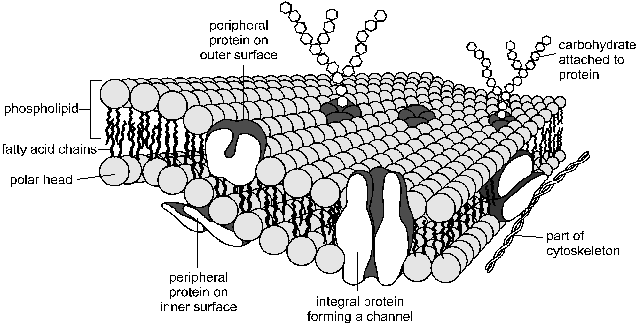 peripheral
protein on
outer surface
carbohydrate
attached to
protein
phospholipid
fatty acid chains
polar head
part of
cytoskeleton
peripheral
protein on
inner surface
integral protein
forming a channel